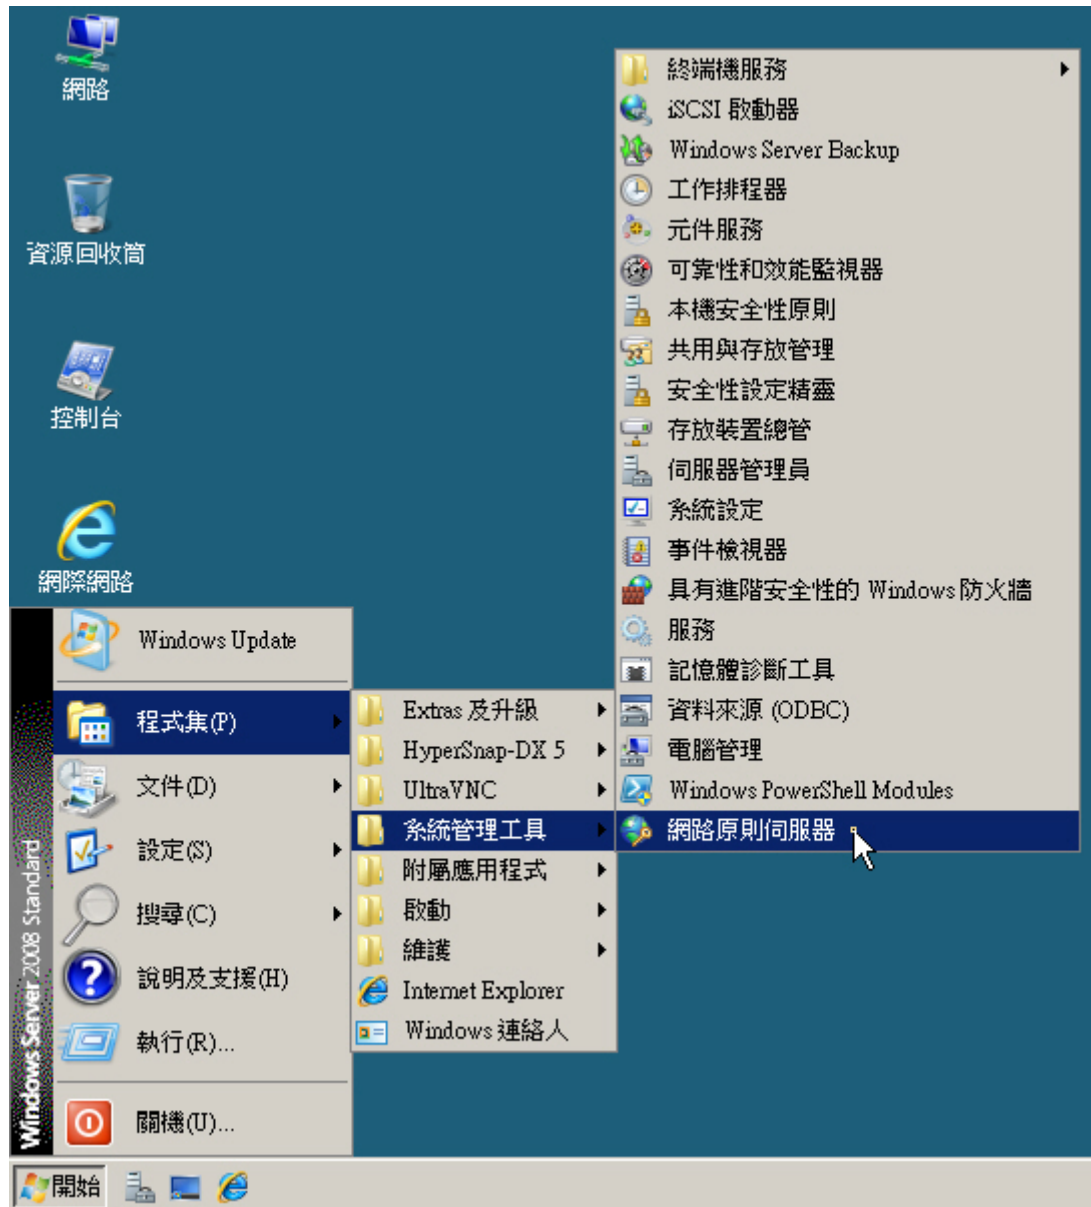 網路
資源回收筒
控制台
網際網路
終端機服務
iSCSI 啟動器
Windows Server Backup
工作排程器
元件服務
可靠性和效能監視器
本機安全性原則
共用與存放管理
安全性設定精靈
存放裝置總管
伺服器管理員
系統設定
事件檢視器
具有進階安全性的 Windows 防火牆
服務
記憶體診斷工具
資料來源 (ODBC)
電腦管理
Windows PowerShell Modules
網路原則伺服器
Extras 及升級
HyperSnap-DX 5
UltraVNC
系統管理工具
附屬應用程式
啟動
維護
Internet Explorer
Windows 連絡人
Windows Update
程式集(P)
文件(D)
設定(S)
搜尋(C)
說明及支援(H)
執行(R)...
關機(U)...
Windows Server 2008 Standard
開始